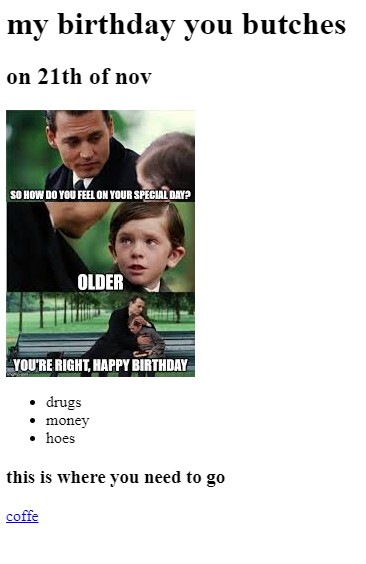 my birthday you butches
on 21th of nov
SO HOW DO YOU FEEL ON YOUR SPECIAL DAY?
OLDER
YOU'RE RIGHT, HAPPY BIRTHDAY
drugs
money
hoes
this is where you need to go
coffe